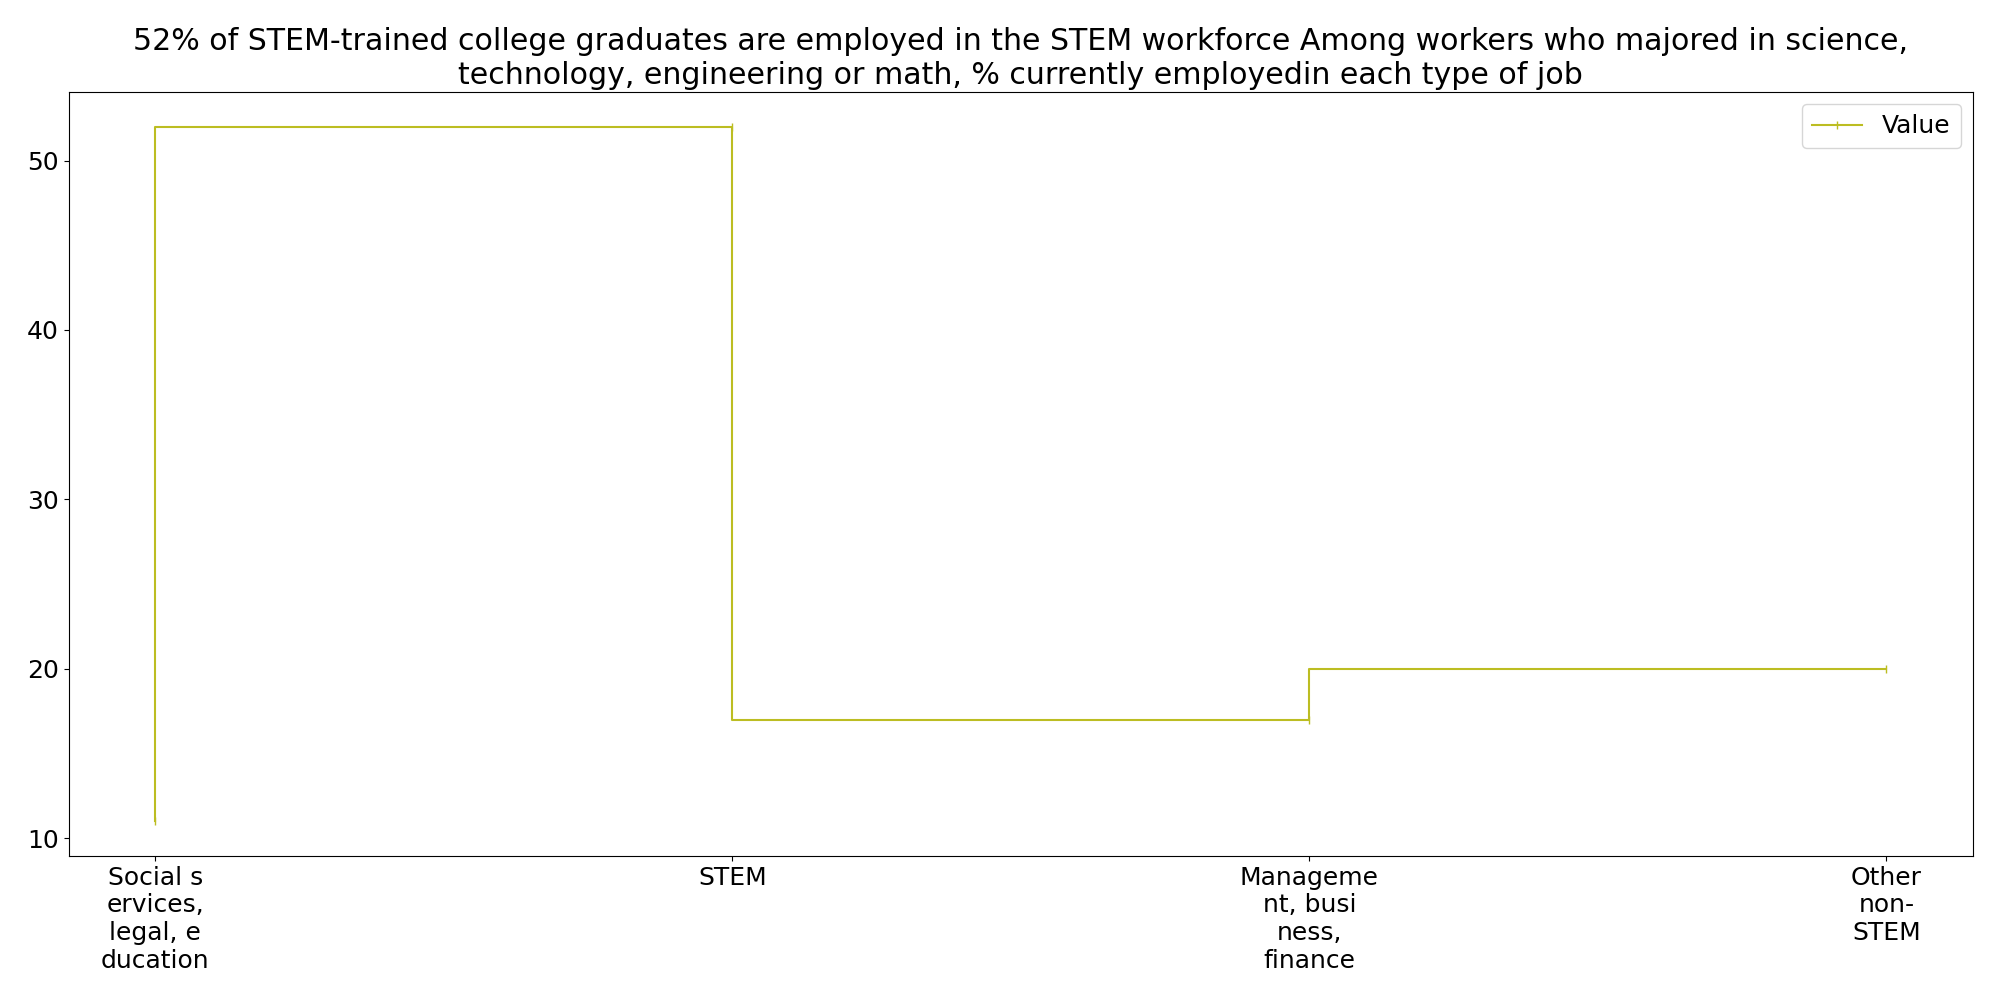 52% of STEM-trained college graduates are employed in the STEM workforce Among workers who majored in science,
technology, engineering or math, % currently employedin each type of job
Value
50
40
30
20
10
Social s
ervices,
legal, e
ducation
STEM
Manageme
nt, busi
ness,
finance
Other
non-
STEM